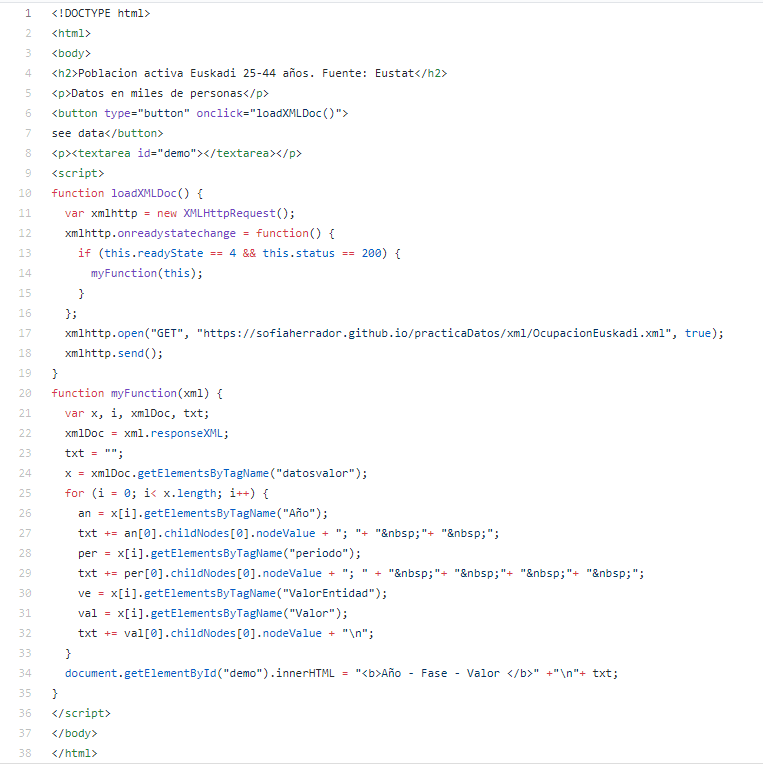 1 <!DOCTYPE html>
2 <html>
3 <body>
4 <h2>Poblacion activa Euskadi 25-44 años. Fuente: Eustat</h2>
5 <p>Datos en miles de personas</p>
6 <button type="button" onclick="loadXMLDoc()">
7 see data</button>
8 <p><textarea id="demo"></textarea></p>
9 <script>
10 function loadXMLDoc() {
11   var xmlhttp = new XMLHttpRequest();
12   xmlhttp.onreadystatechange = function() {
13     if (this.readyState == 4 && this.status == 200) {
14       myFunction(this);
15     }
16   };
17   xmlhttp.open("GET", "https://sofiaherrador.github.io/practicaDatos/xml/OcupacionEuskadi.xml", true);
18   xmlhttp.send();
19 }
20 function myFunction(xml) {
21   var x, i, xmlDoc, txt;
22   xmlDoc = xml.responseXML;
23   txt = "";
24   x = xmlDoc.getElementsByTagName("datosvalor");
25   for (i = 0; i< x.length; i++) {
26     an = x[i].getElementsByTagName("Año");
27     txt += an[0].childNodes[0].nodeValue + "; "+ "&nbsp;"+ "&nbsp;";
28     per = x[i].getElementsByTagName("periodo");
29     txt += per[0].childNodes[0].nodeValue + "; " + "&nbsp;"+ "&nbsp;"+ "&nbsp;"+ "&nbsp;";
30     ve = x[i].getElementsByTagName("ValorEntidad");
31     val = x[i].getElementsByTagName("Valor");
32     txt += val[0].childNodes[0].nodeValue + "\n";
33   }
34   document.getElementById("demo").innerHTML = "<b>Año - Fase - Valor </b>" +"\n"+ txt;
35 }
36 </script>
37 </body>
38 </html>